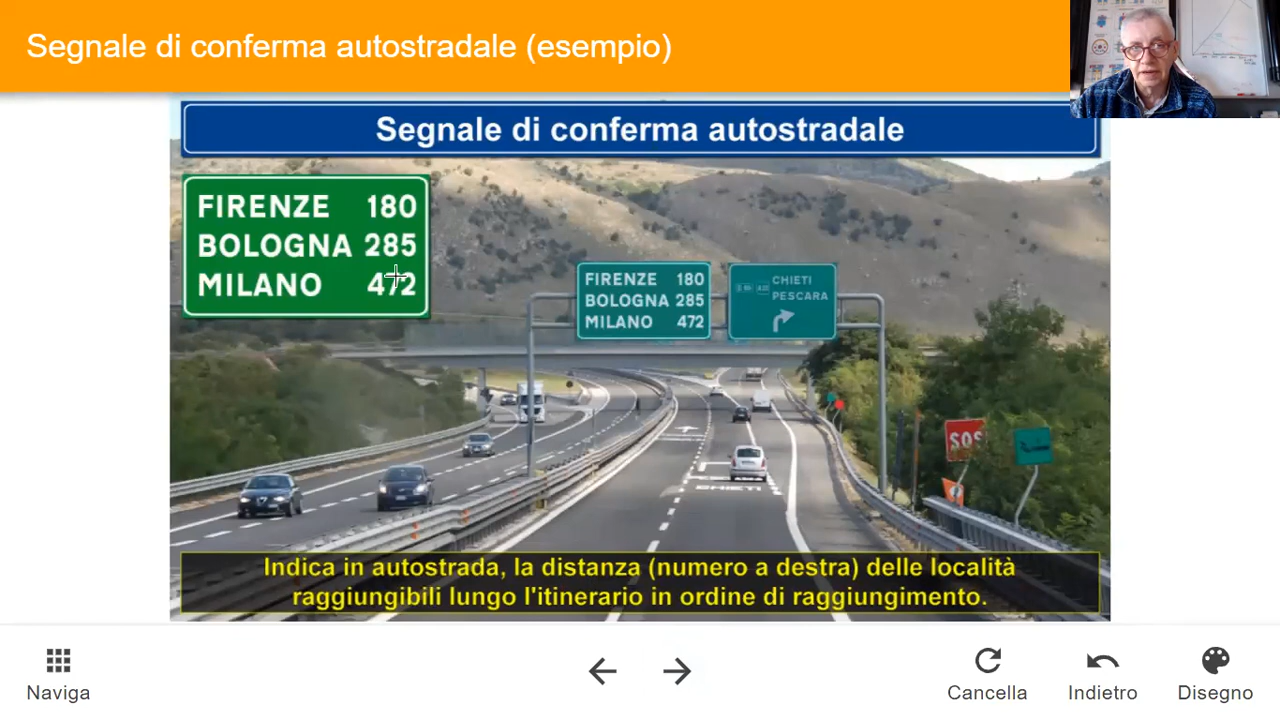 Segnale di conferma autostradale (esempio)
Segnale di conferma autostradale
FIRENZE 180
BOLOGNA 285
MILANO 472
FIRENZE 180
BOLOGNA 285
MILANO 472
CHIETI
PESCARA
CHIETI
SOS
Indica in autostrada, la distanza (numero a destra) delle località
raggiungibili lungo l'itinerario in ordine di raggiungimento.
Naviga
Cancella
Indietro
Disegno